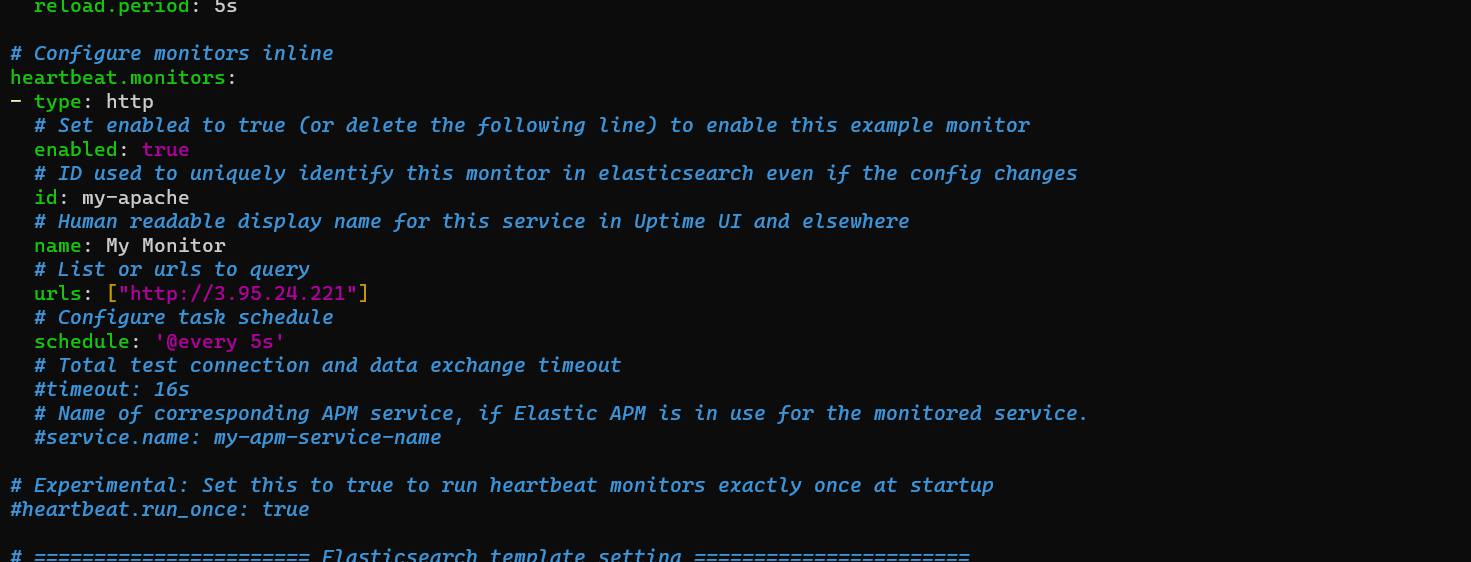 reload.period: 5s
# Configure monitors inline
heartbeat.monitors:
- type: http
# Set enabled to true (or delete the following line) to enable this example monitor
enabled: true
# ID used to uniquely identify this monitor in elasticsearch even if the config changes
id: my-apache
# Human readable display name for this service in Uptime UI and elsewhere
name: My Monitor
# List or urls to query
urls: ["http://3.95.24.221"]
# Configure task schedule
schedule: '@every 5s'
# Total test connection and data exchange timeout
#timeout: 16s
# Name of corresponding APM service, if Elastic APM is in use for the monitored service.
#service.name: my-apm-service-name
# Experimental: Set this to true to run heartbeat monitors exactly once at startup
#heartbeat.run_once: true
# ======================= Elasticsearch template setting =======================